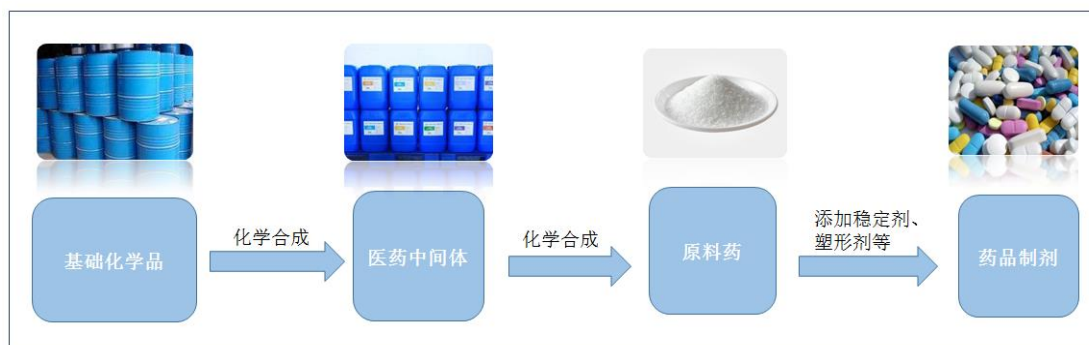 基础化学品
化学合成
医药中间体
化学合成
原料药
添加稳定剂、
塑形剂等
药品制剂